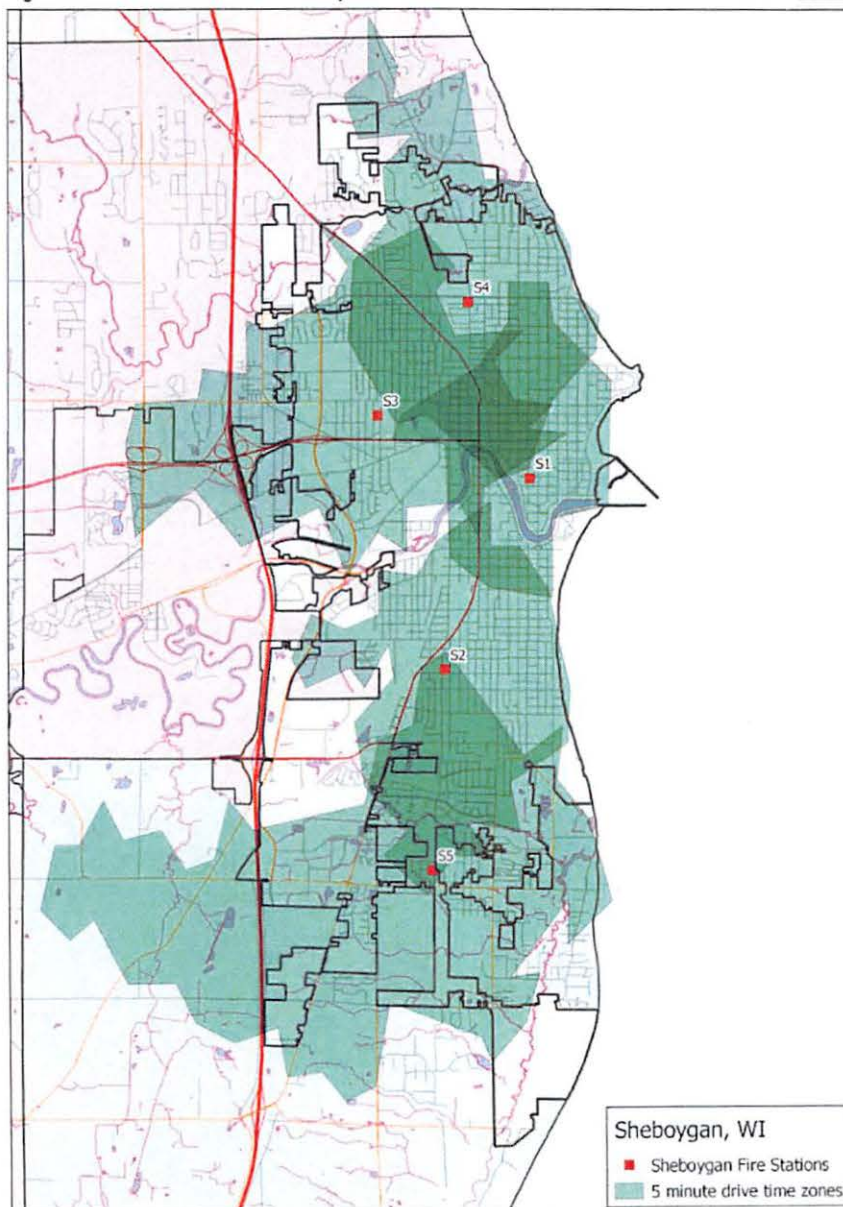 S4
S3
S1
S2
S5
Sheboygan, WI
Sheboygan Fire Stations
5 minute drive time zones